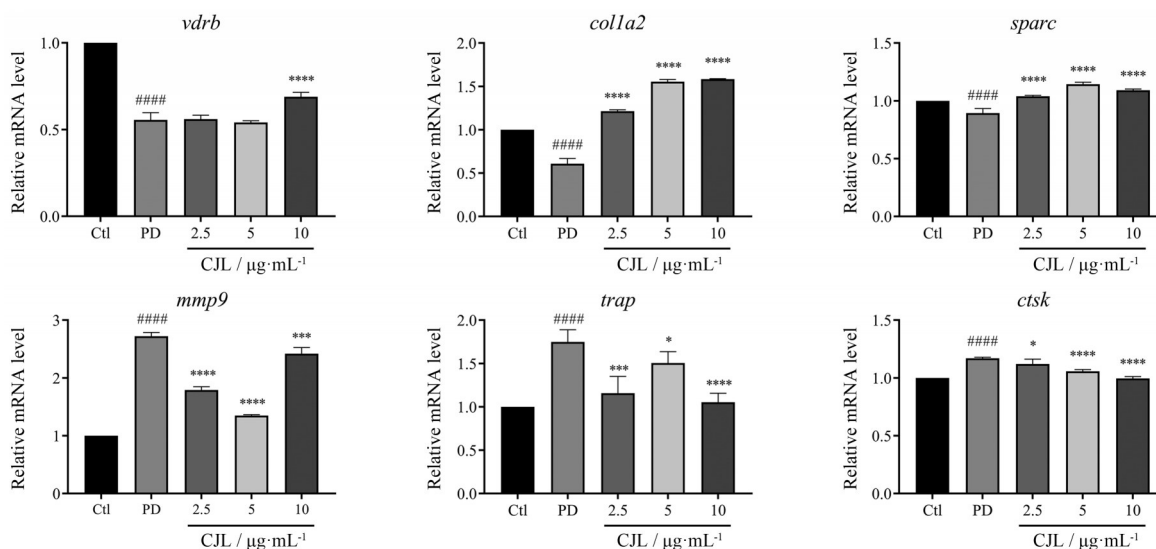 vdrb
Relative mRNA level
1.0
0.5
0.0
####
****
Ctl
PD
2.5
5
10
CJL / μg·mL-1
col1a2
Relative mRNA level
2.0
1.5
1.0
0.5
0.0
####
****
****
****
Ctl
PD
2.5
5
10
CJL / μg·mL-1
sparc
Relative mRNA level
1.5
1.0
0.5
0.0
####
****
****
****
Ctl
PD
2.5
5
10
CJL / μg·mL-1
mmp9
Relative mRNA level
3
2
1
0
####
****
****
***
Ctl
PD
2.5
5
10
CJL / μg·mL-1
trap
Relative mRNA level
2.0
1.5
1.0
0.5
0.0
####
***
*
****
Ctl
PD
2.5
5
10
CJL / μg·mL-1
ctsk
Relative mRNA level
1.5
1.0
0.5
0.0
####
*
****
****
Ctl
PD
2.5
5
10
CJL / μg·mL-1